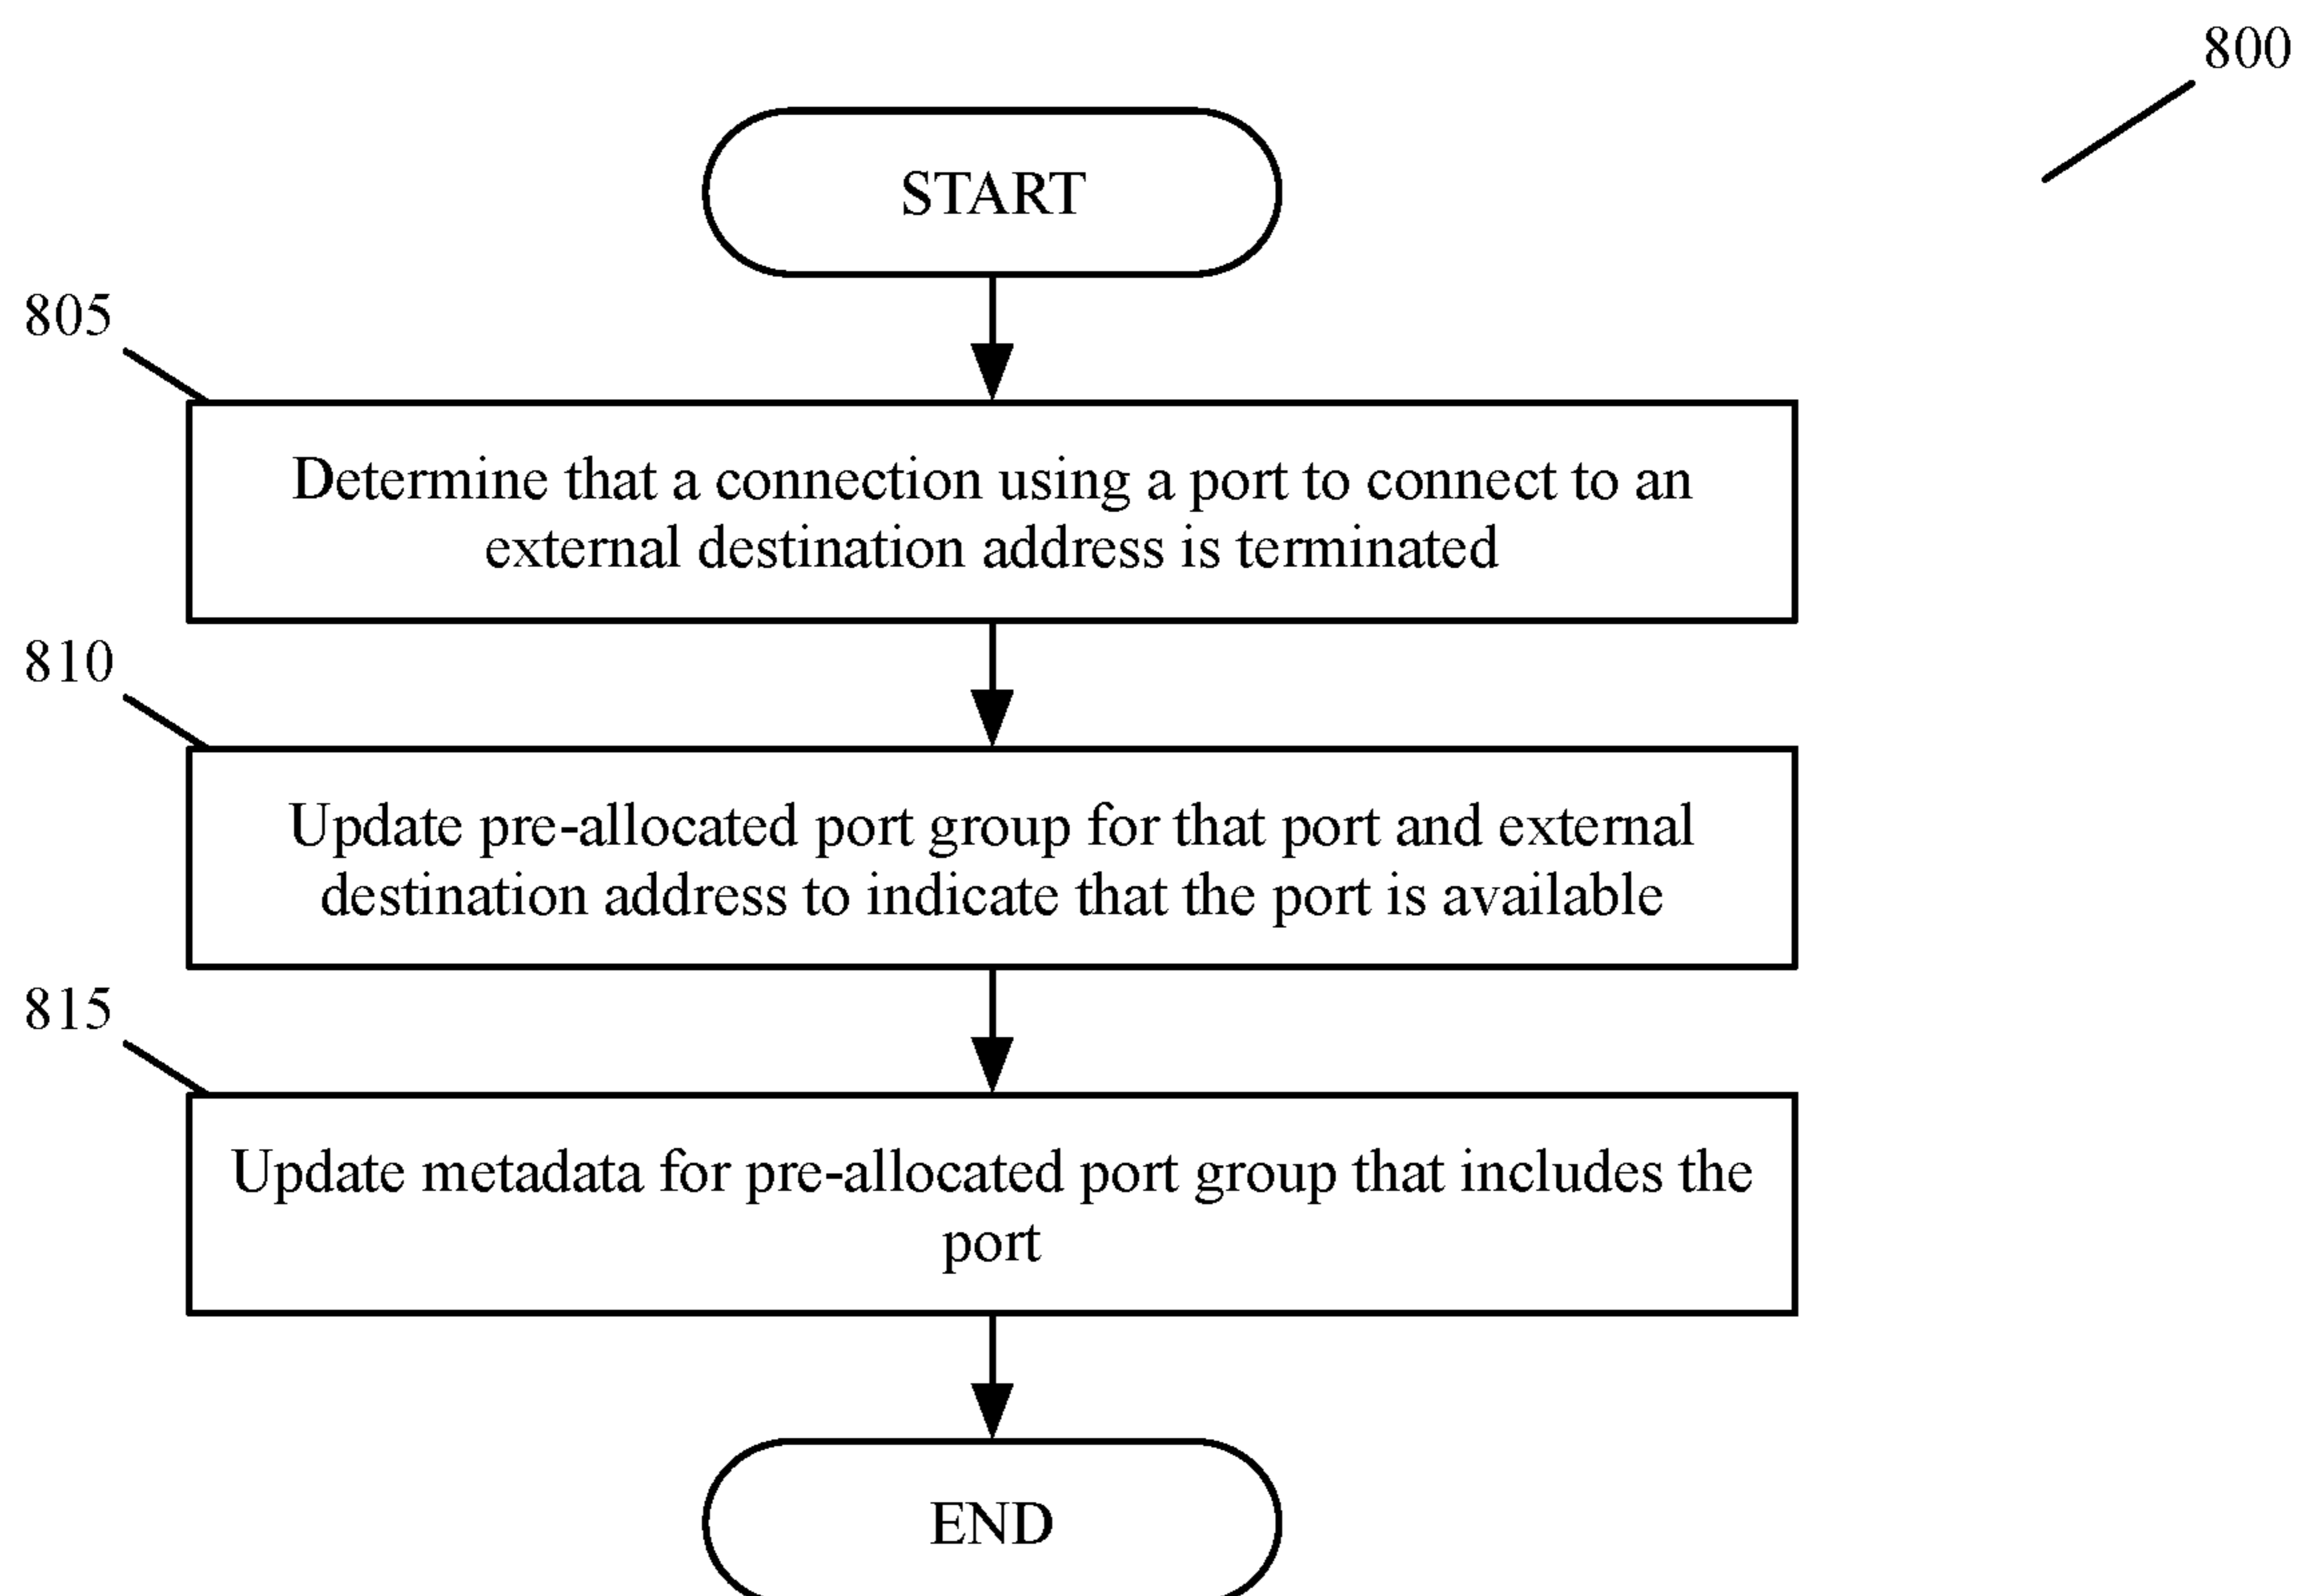 800
START
805
Determine that a connection using a port to connect to an
external destination address is terminated
810
Update pre-allocated port group for that port and external
destination address to indicate that the port is available
815
Update metadata for pre-allocated port group that includes the
port
END